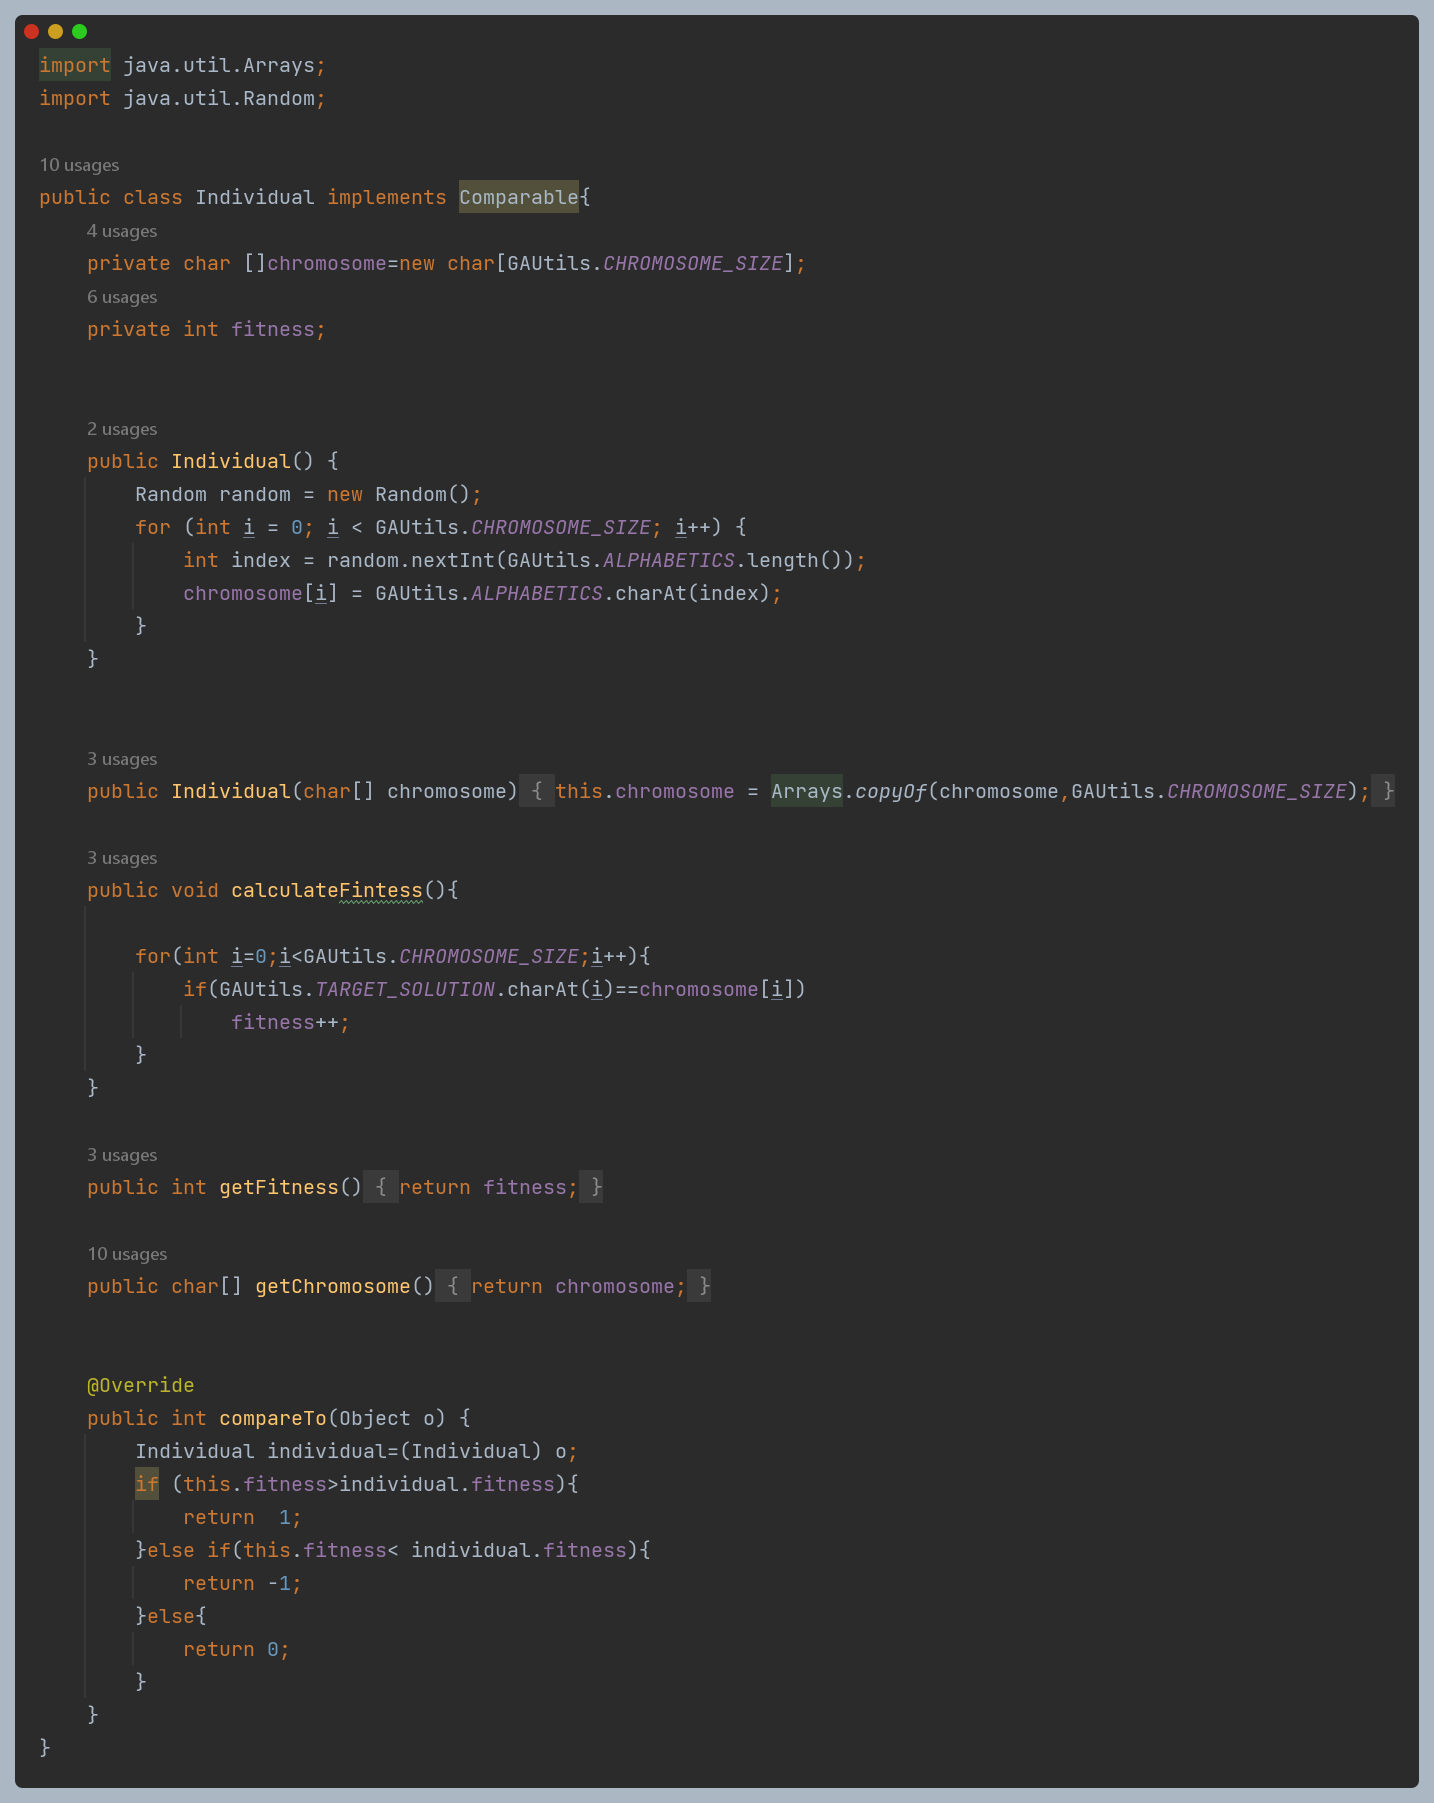 import java.util.Arrays;
import java.util.Random;
10 usages
public class Individual implements Comparable{
4 usages
private char []chromosome=new char[GAUtils.CHROMOSOME_SIZE];
6 usages
private int fitness;
2 usages
public Individual() {
Random random = new Random();
for (int i = 0; i < GAUtils.CHROMOSOME_SIZE; i++) {
int index = random.nextInt(GAUtils.ALPHABETICS.length());
chromosome[i] = GAUtils.ALPHABETICS.charAt(index);
}
}
3 usages
public Individual(char[] chromosome) { this.chromosome = Arrays.copyOf(chromosome,GAUtils.CHROMOSOME_SIZE); }
3 usages
public void calculateFintess(){
for(int i=0;i<GAUtils.CHROMOSOME_SIZE;i++){
if(GAUtils.TARGET_SOLUTION.charAt(i)==chromosome[i])
fitness++;
}
}
3 usages
public int getFitness() { return fitness; }
10 usages
public char[] getChromosome() { return chromosome; }
@Override
public int compareTo(Object o) {
Individual individual=(Individual) o;
if (this.fitness>individual.fitness){
return  1;
}else if(this.fitness< individual.fitness){
return -1;
}else{
return 0;
}
}
}